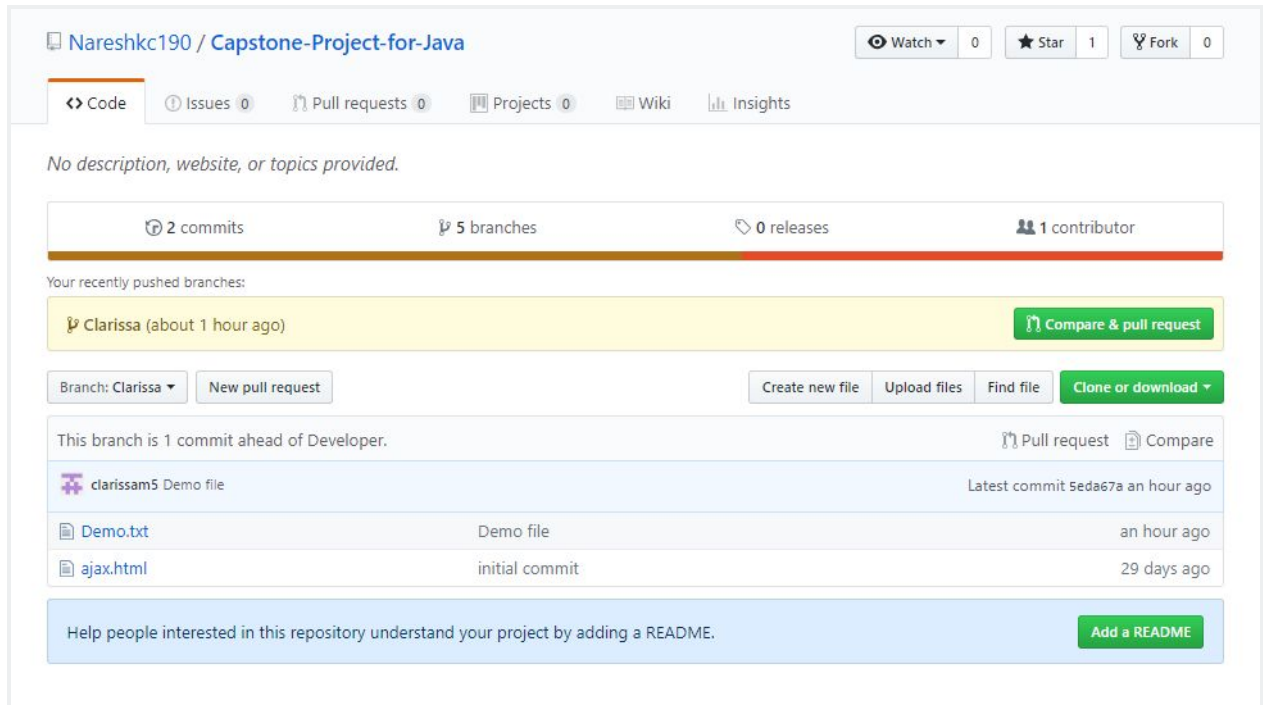 Nareshkc190 / Capstone-Project-for-Java Watch 0 Star 1 Fork 0
Code Issues 0 Pull requests 0 Projects 0 Wiki Insights
No description, website, or topics provided.
2 commits 5 branches 0 releases 1 contributor
Your recently pushed branches:
Clarissa (about 1 hour ago) Compare & pull request
Branch: Clarissa New pull request Create new file Upload files Find file Clone or download
This branch is 1 commit ahead of Developer. Pull request Compare
clarissam5 Demo file Latest commit 5eda67a an hour ago
Demo.txt Demo file an hour ago
ajax.html initial commit 29 days ago
Help people interested in this repository understand your project by adding a README. Add a README